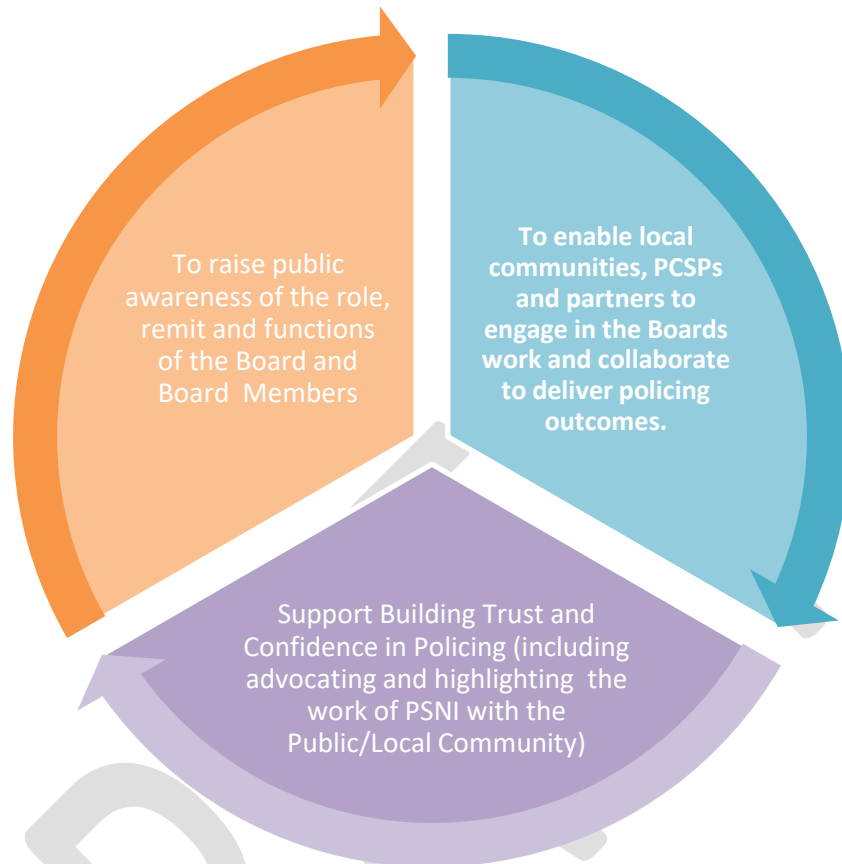 To raise public
awareness of the role,
remit and functions
of the Board and
Board  Members
To enable local
communities, PCSPs
and partners to
engage in the Boards
work and collaborate
to deliver policing
outcomes.
Support Building Trust and
Confidence in Policing (including
advocating and highlighting  the
work of PSNI with the
Public/Local Community)